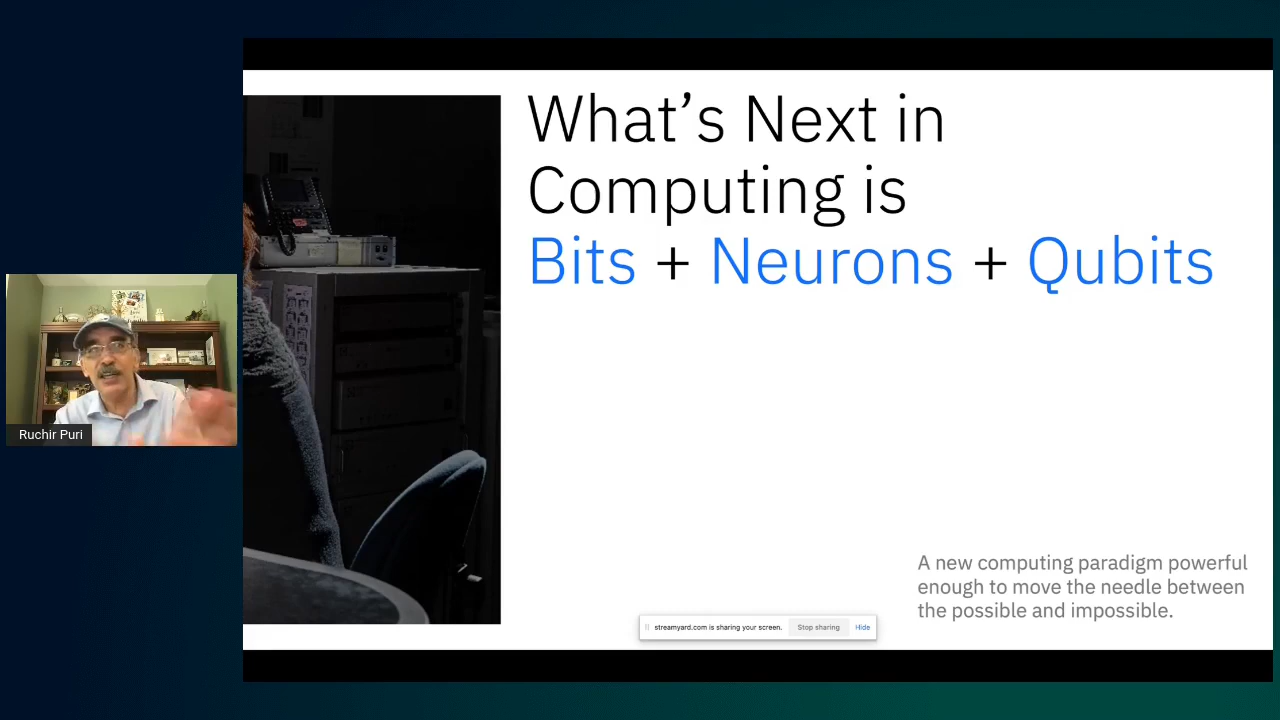 What’s Next in
Computing is
Bits + Neurons + Qubits
Ruchir Puri
A new computing paradigm powerful
enough to move the needle between
the possible and impossible.
streamyard.com is sharing your screen. Stop sharing Hide